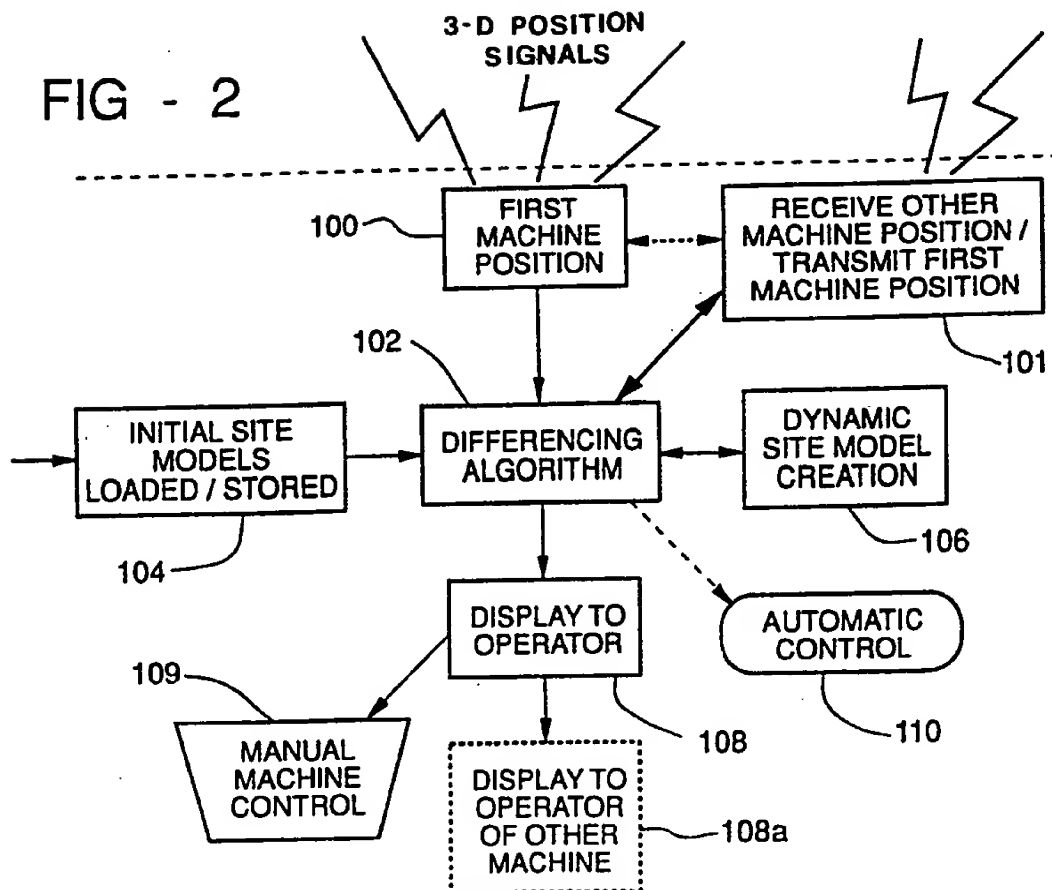 3-D POSITION
SIGNALS
FIG - 2
100
FIRST
MACHINE
POSITION
RECEIVE OTHER
MACHINE POSITION /
TRANSMIT FIRST
MACHINE POSITION
101
102
INITIAL SITE
MODELS
LOADED / STORED
104
DIFFERENCING
ALGORITHM
DYNAMIC
SITE MODEL
CREATION
106
DISPLAY TO
OPERATOR
108
AUTOMATIC
CONTROL
110
109
MANUAL
MACHINE
CONTROL
DISPLAY TO
OPERATOR
OF OTHER
MACHINE
108a